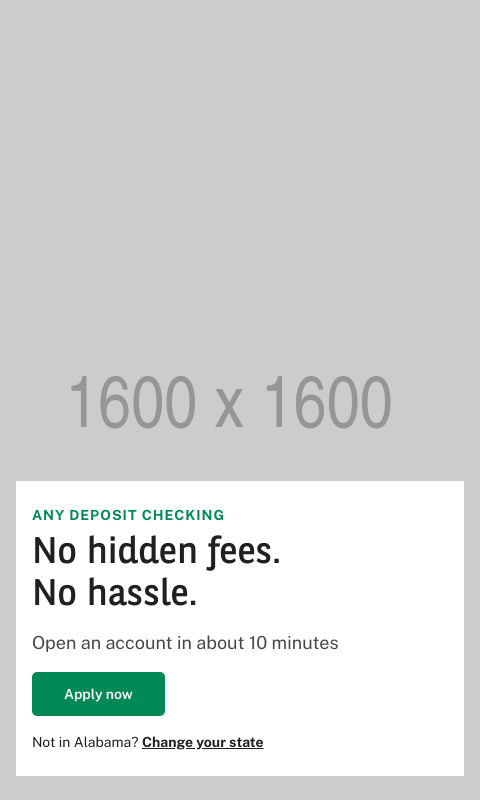 1600 x 1600
ANY DEPOSIT CHECKING
No hidden fees.
No hassle.
Open an account in about 10 minutes
Apply now
Not in Alabama? Change your state